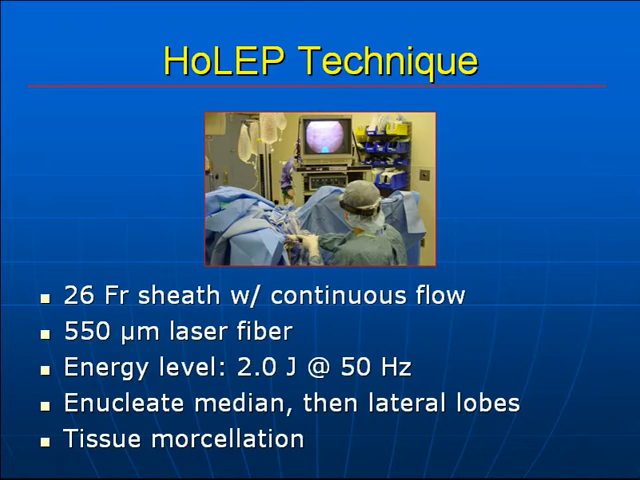 HoLEP Technique
26 Fr sheath w/ continuous flow
550 µm laser fiber
Energy level: 2.0 J @ 50 Hz
Enucleate median, then lateral lobes
Tissue morcellation